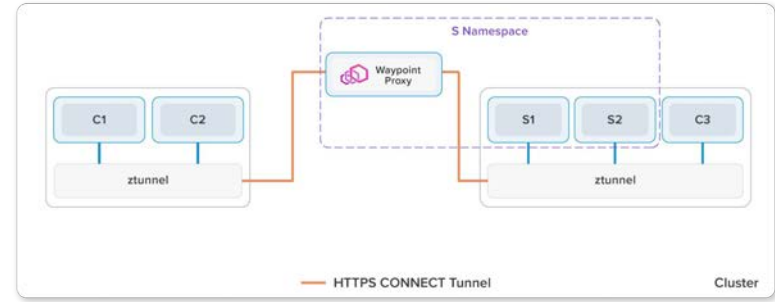 S Namespace
Waypoint
Proxy
C1
C2
S1
S2
C3
ztunnel
ztunnel
HTTPS CONNECT Tunnel
Cluster